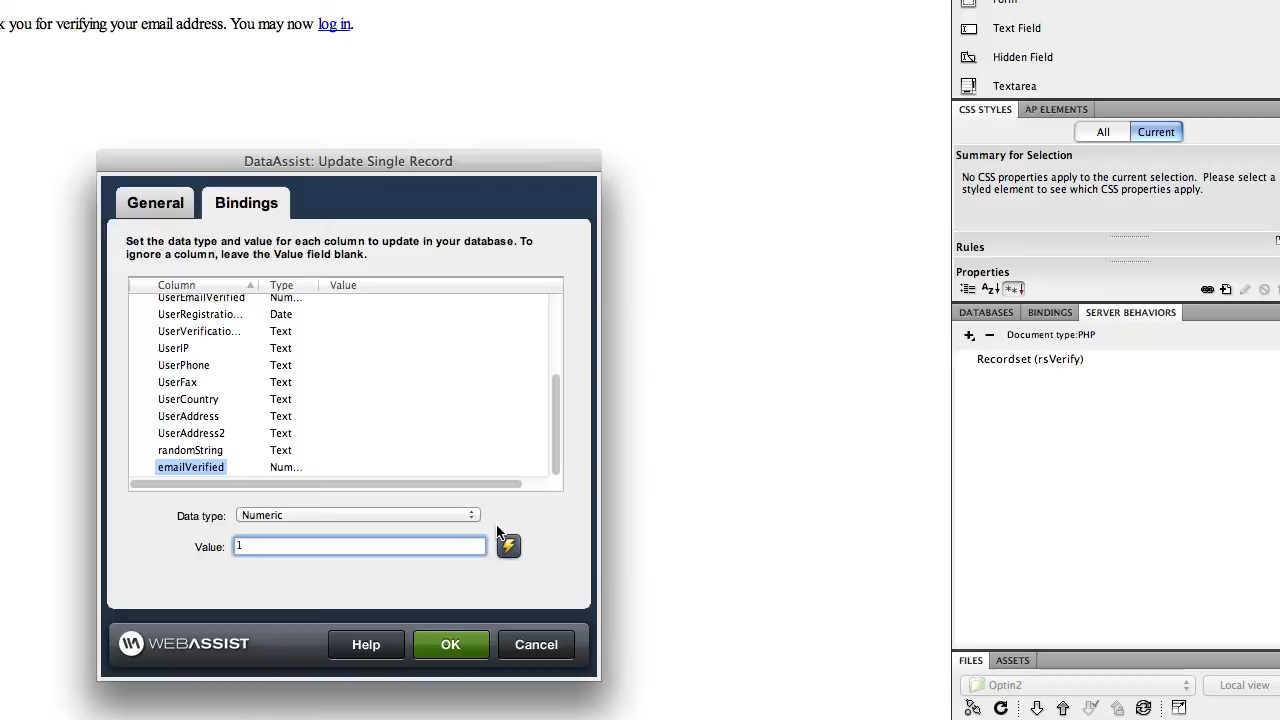 k you for verifying your email address. You may now log in.
Text Field
Hidden Field
Textarea
CSS STYLES AP ELEMENTS
All Current
Summary for Selection
No CSS properties apply to the current selection. Please select a
styled element to see which CSS properties apply.
Rules
Properties
DATABASES BINDINGS SERVER BEHAVIORS
Document type:PHP
Recordset (rsVerify)
FILES ASSETS
Optin2 Local view
DataAssist: Update Single Record
General Bindings
Set the data type and value for each column to update in your database. To
ignore a column, leave the Value field blank.
Column Type Value
UserEmailVerified Num...
UserRegistratio... Date
UserVerificatio... Text
UserIP Text
UserPhone Text
UserFax Text
UserCountry Text
UserAddress Text
UserAddress2 Text
randomString Text
emailVerified Num...
Data type: Numeric
Value: 1
WEBASSIST Help OK Cancel